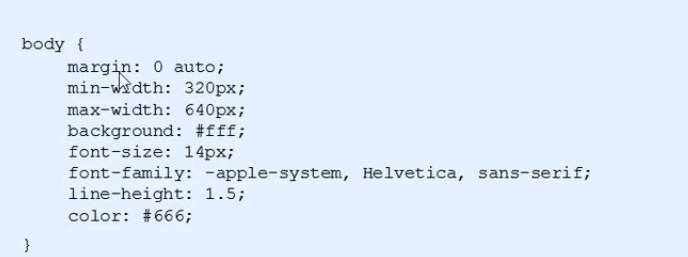 body {
margin: 0 auto;
min-width: 320px;
max-width: 640px;
background: #fff;
font-size: 14px;
font-family: -apple-system, Helvetica, sans-serif;
line-height: 1.5;
color: #666;
}